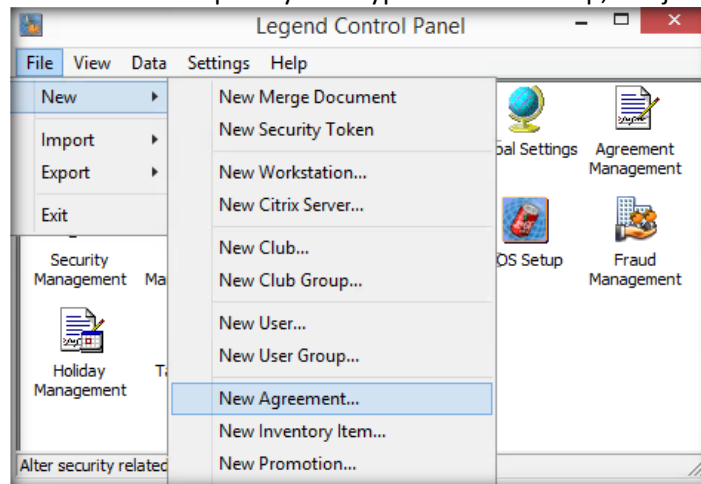 Legend Control Panel
File View Data Settings Help
New
Import
Export
Exit
New Merge Document
New Security Token
New Workstation...
New Citrix Server...
New Club...
New Club Group...
New User...
New User Group...
New Agreement...
New Inventory Item...
New Promotion...
bal Settings
Agreement
Management
OS Setup
Fraud
Management
Security
Management
Ma
Holiday
Management
Ta
Alter security related